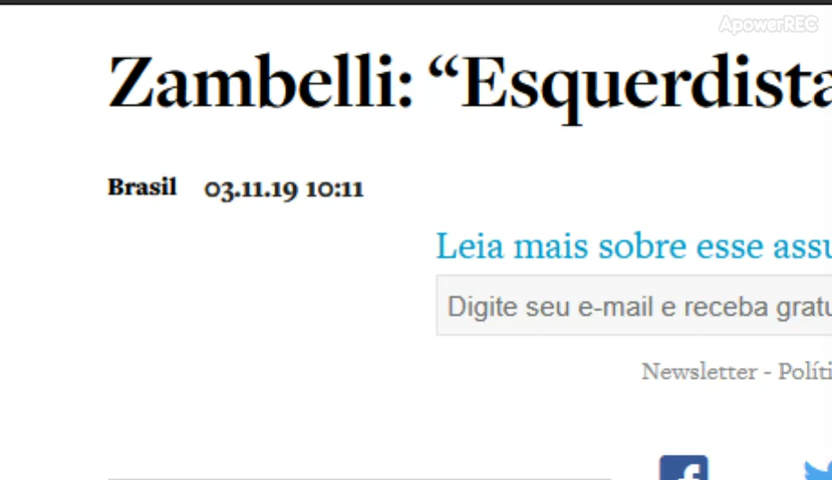 ApowerREC
Zambelli: “Esquerdista
Brasil 03.11.19 10:11
Leia mais sobre esse assu
Digite seu e-mail e receba gratu
Newsletter - Políti